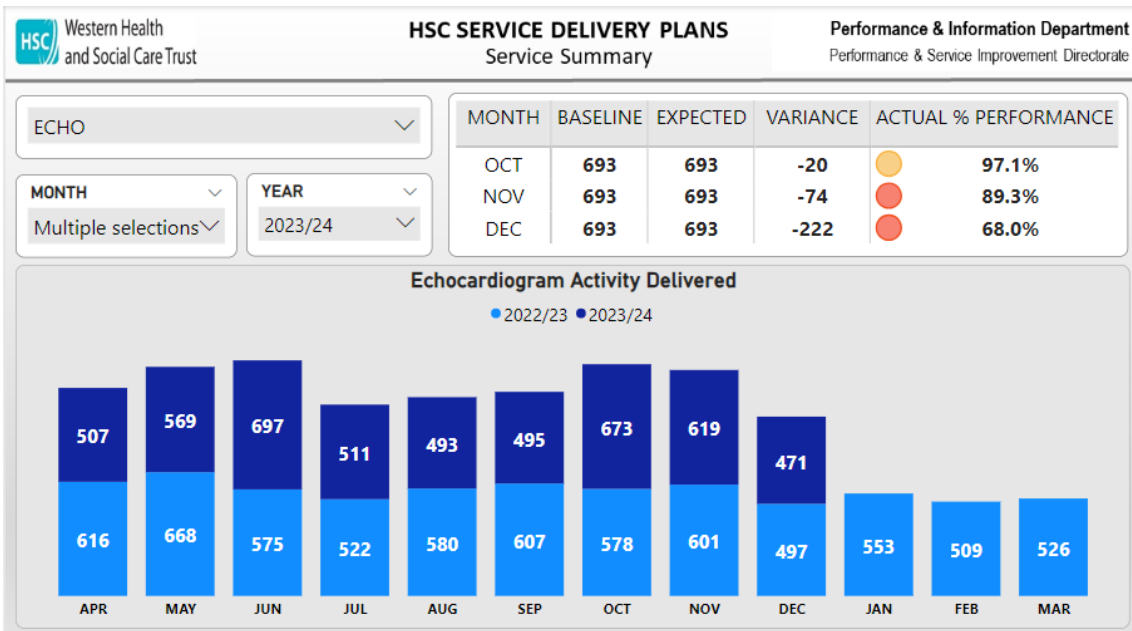 HSC
Western Health
and Social Care Trust
HSC SERVICE DELIVERY PLANS
Service Summary
Performance & Information Department
Performance & Service Improvement Directorate
ECHO
MONTH
Multiple selections
YEAR
2023/24
MONTH BASELINE EXPECTED VARIANCE ACTUAL % PERFORMANCE
OCT 693 693 -20 97.1%
NOV 693 693 -74 89.3%
DEC 693 693 -222 68.0%
Echocardiogram Activity Delivered
2022/23 2023/24
507 569 697 511 493 495 673 619 471
616 668 575 522 580 607 578 601 497 553 509 526
APR MAY JUN JUL AUG SEP OCT NOV DEC JAN FEB MAR